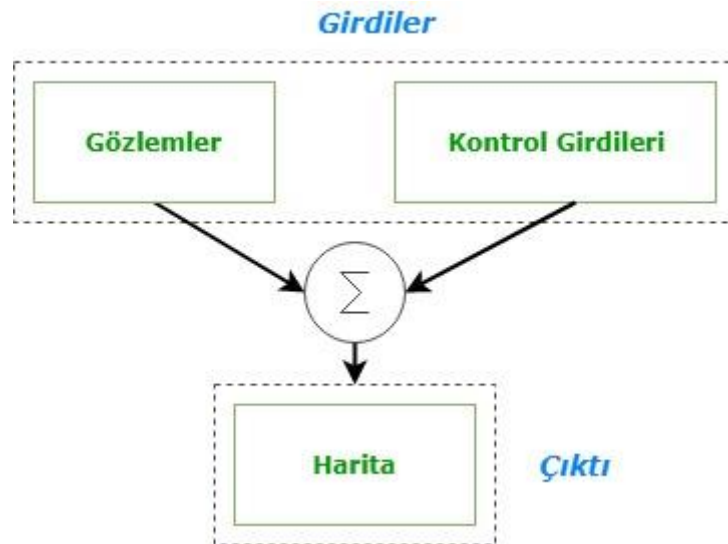 Girdiler
Gözlemler
Kontrol Girdileri
∑
Harita
Çıktı